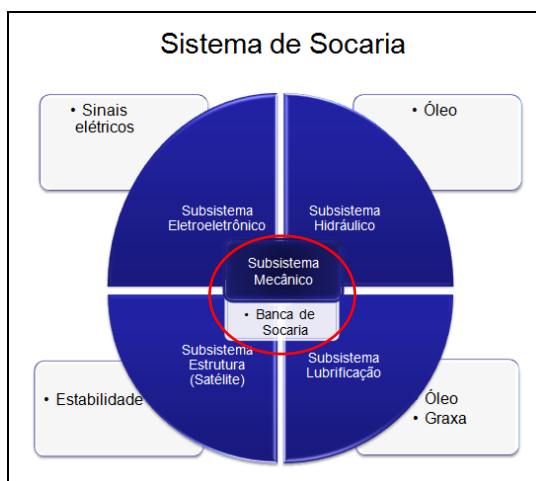 Sistema de Socaria
• Sinais
elétricos
• Óleo
Subsistema
Eletroeletrônico
Subsistema
Hidráulico
Subsistema
Mecânico
• Banca de
Socaria
Subsistema
Estrutura
(Satélite)
Subsistema
Lubrificação
• Estabilidade
• Óleo
• Graxa